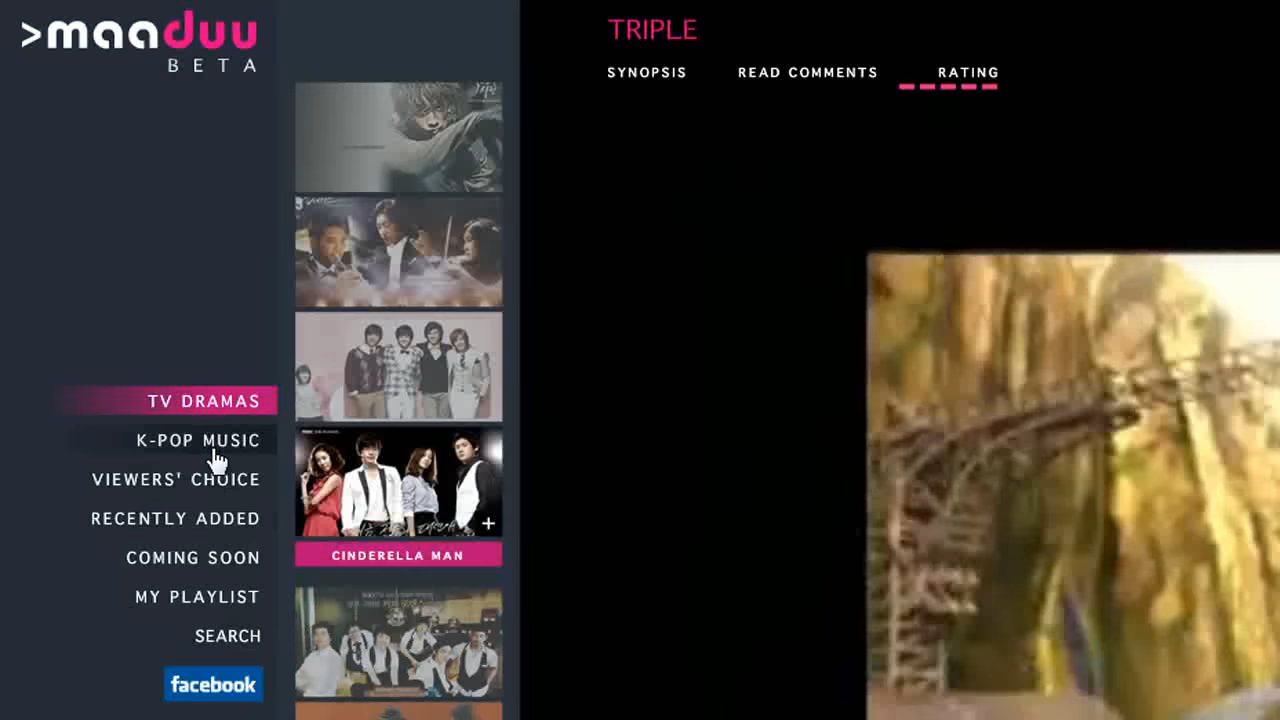 >maaduu
BETA
TV DRAMAS
K-POP MUSIC
VIEWERS' CHOICE
RECENTLY ADDED
COMING SOON
MY PLAYLIST
SEARCH
facebook
CINDERELLA MAN
TRIPLE
SYNOPSIS READ COMMENTS RATING